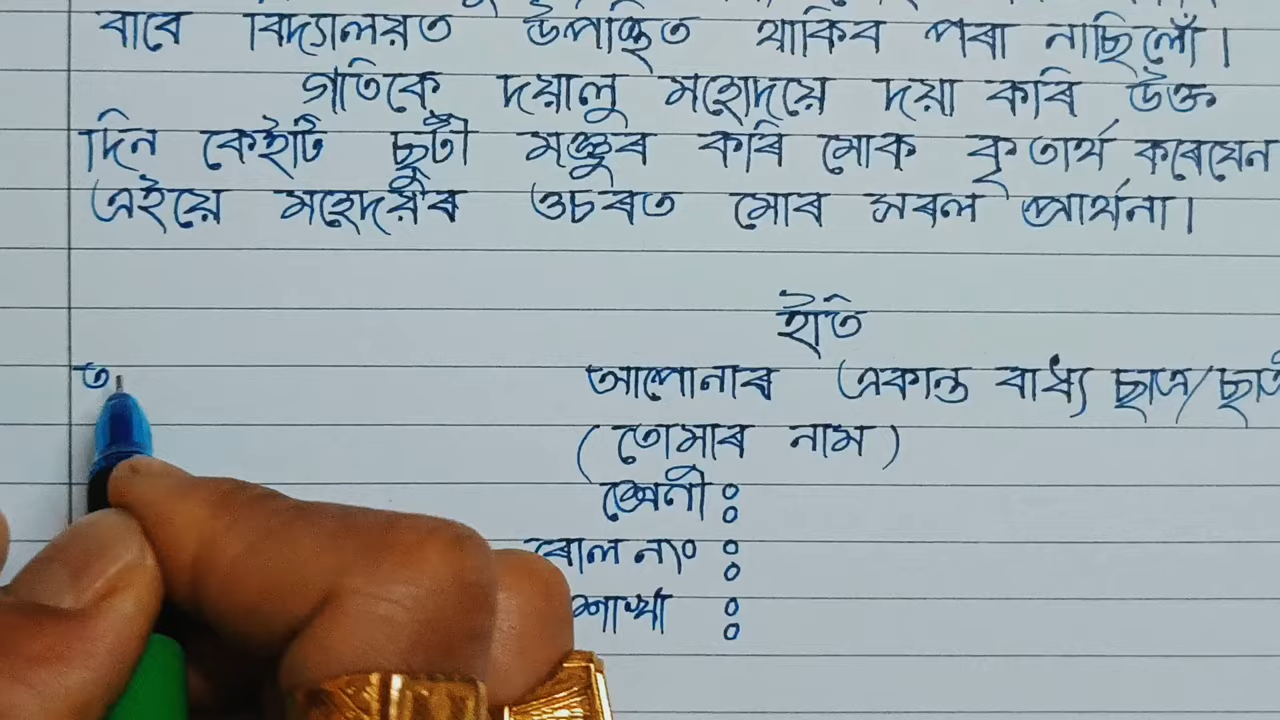 বাবে বিদ্যালয়ত উপস্থিত থাকিব পৰা নাছিলোঁ।
গতিকে দয়ালু মহোদয়ে দয়া কৰি উক্ত
দিন কেইটি ছুটী মঞ্জুৰ কৰি মোক কৃতাৰ্থ কৰেযেন
এইয়ে মহোদয়ৰ ওচৰত মোৰ সৰল প্ৰাৰ্থনা।
ইতি
আপোনাৰ একান্ত বাধ্য ছাত্ৰ/
(তোমাৰ নাম)
শ্ৰেণী :
ৰোল নং :
শাখা :
ত